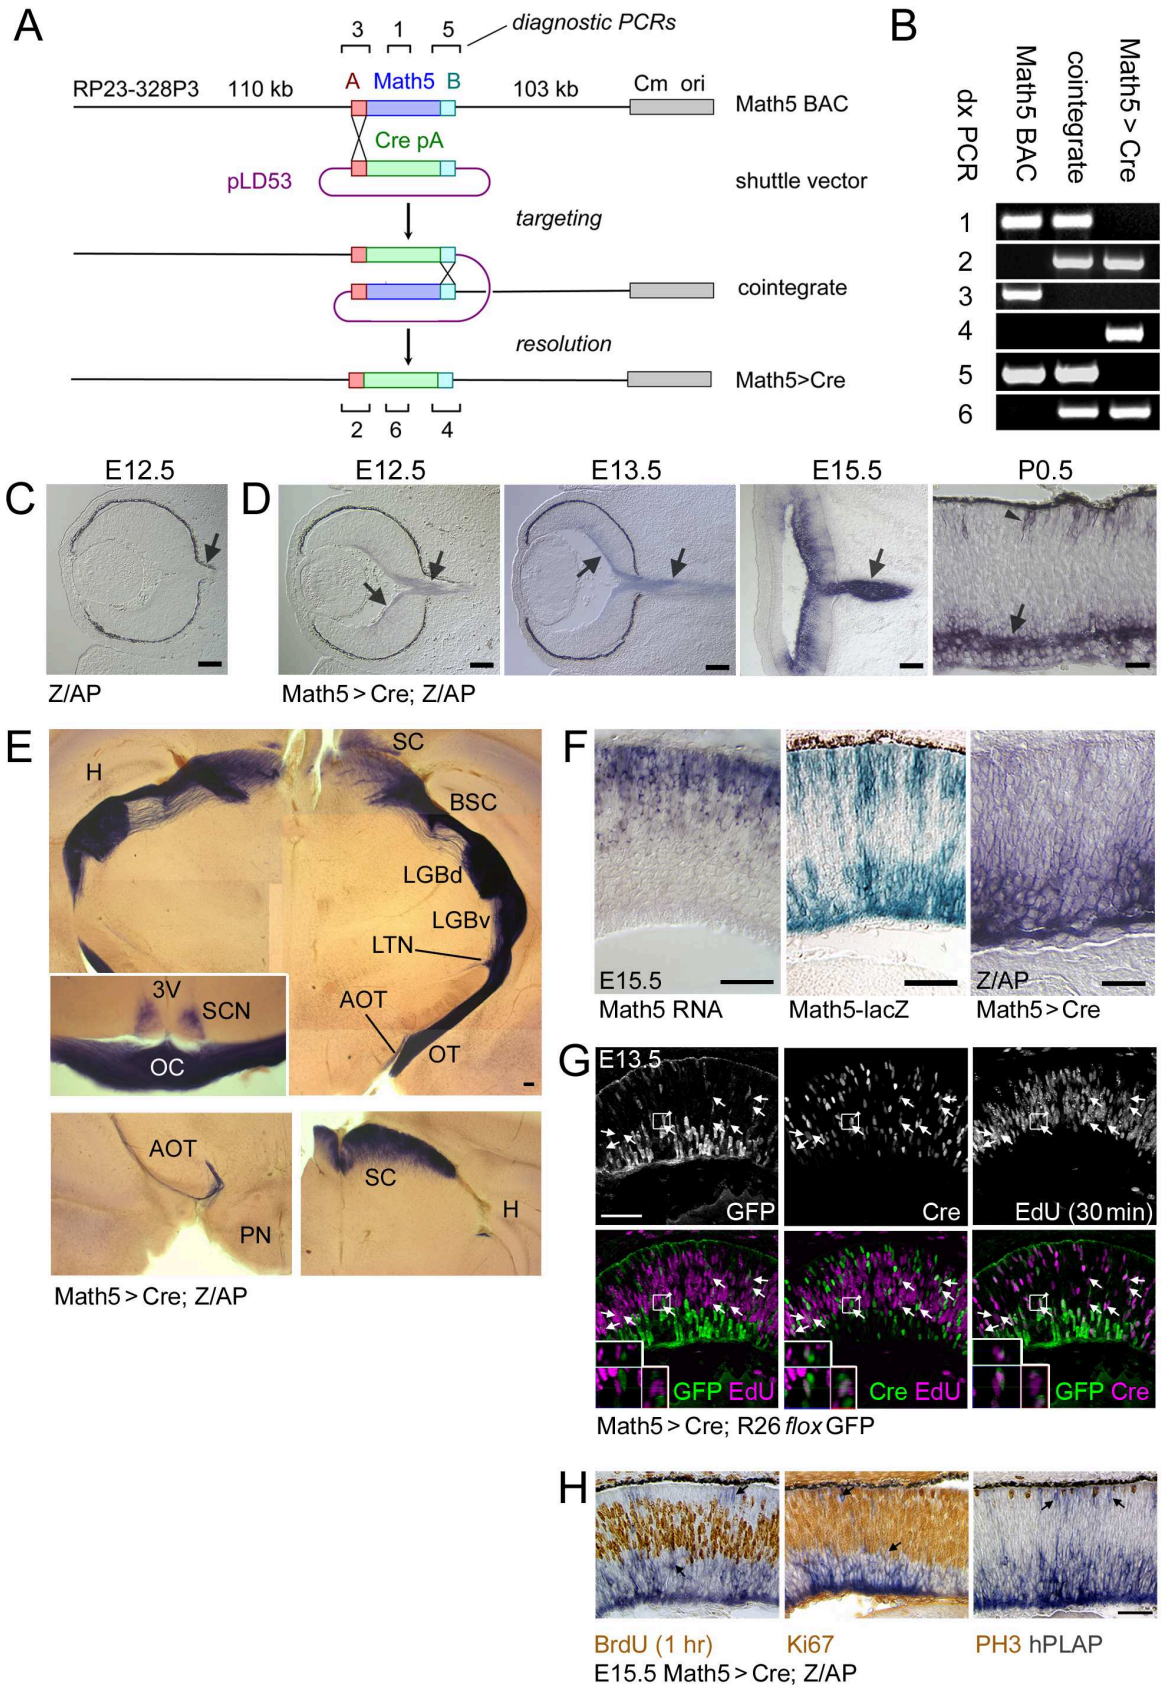 A
3 1 5 diagnostic PCRs
A Math5 B
RP23-328P3 110 kb 103 kb Cm ori
Math5 BAC
Cre pA
pLD53
shuttle vector
targeting
cointegrate
resolution
Math5>Cre
2 6 4
B
dx PCR
Math5 BAC
cointegrate
Math5 > Cre
1
2
3
4
5
6
C
E12.5
Z/AP
D
E12.5 E13.5 E15.5 P0.5
Math5 > Cre; Z/AP
E
SC
H
BSC
LGBd
LGBv
LTN
AOT
OT
3V
SCN
OC
AOT
PN
SC
H
Math5 > Cre; Z/AP
F
E15.5
Math5 RNA
Math5-lacZ
Z/AP
Math5 > Cre
G
E13.5
GFP
Cre
EdU (30 min)
GFP EdU
Cre EdU
GFP Cre
Math5 > Cre; R26 flox GFP
H
BrdU (1 hr)
Ki67
PH3 hPLAP
E15.5 Math5 > Cre; Z/AP